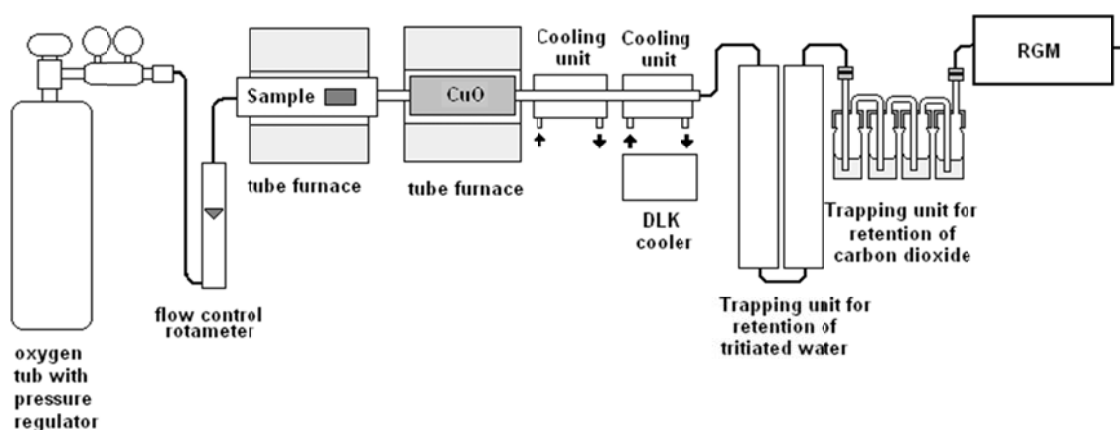 Cooling
unit
Cooling
unit
RGM
Sample
CuO
tube furnace
tube furnace
DLK
cooler
Trapping unit for
retention of
carbon dioxide
flow control
rotameter
Trapping unit for
retention of
tritiated water
oxygen
tub with
pressure
regulator